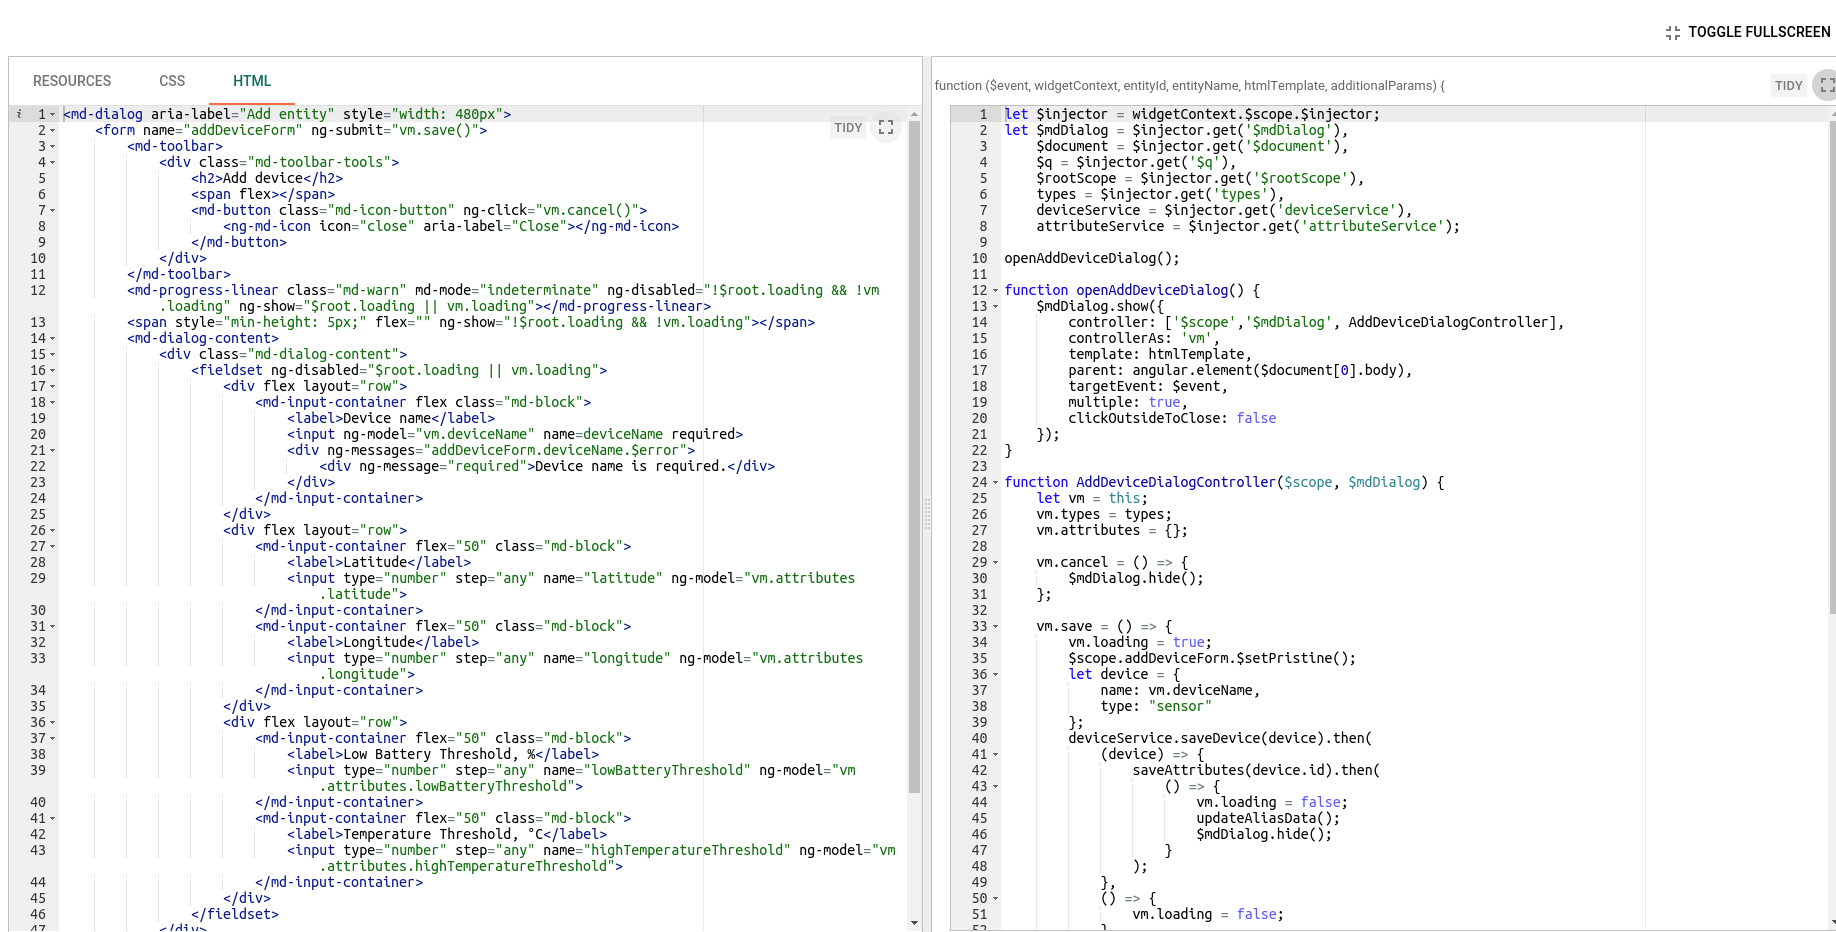 TOGGLE FULLSCREEN
RESOURCES CSS HTML
i 1 <md-dialog aria-label="Add entity" style="width: 480px">
2 <form name="addDeviceForm" ng-submit="vm.save()">
TIDY
3 <md-toolbar>
4 <div class="md-toolbar-tools">
5 <h2>Add device</h2>
6 <span flex></span>
7 <md-button class="md-icon-button" ng-click="vm.cancel()">
8 <ng-md-icon icon="close" aria-label="Close"></ng-md-icon>
9 </md-button>
10 </div>
11 </md-toolbar>
12 <md-progress-linear class="md-warn" md-mode="indeterminate" ng-disabled="!$root.loading && !vm
.loading" ng-show="$root.loading || vm.loading"></md-progress-linear>
13 <span style="min-height: 5px;" flex="" ng-show="!$root.loading && !vm.loading"></span>
14 <md-dialog-content>
15 <div class="md-dialog-content">
16 <fieldset ng-disabled="$root.loading || vm.loading">
17 <div flex layout="row">
18 <md-input-container flex class="md-block">
19 <label>Device name</label>
20 <input ng-model="vm.deviceName" name=deviceName required>
21 <div ng-messages="addDeviceForm.deviceName.$error">
22 <div ng-message="required">Device name is required.</div>
23 </div>
24 </md-input-container>
25 </div>
26 <div flex layout="row">
27 <md-input-container flex="50" class="md-block">
28 <label>Latitude</label>
29 <input type="number" step="any" name="latitude" ng-model="vm.attributes
.latitude">
30 </md-input-container>
31 <md-input-container flex="50" class="md-block">
32 <label>Longitude</label>
33 <input type="number" step="any" name="longitude" ng-model="vm.attributes
.longitude">
34 </md-input-container>
35 </div>
36 <div flex layout="row">
37 <md-input-container flex="50" class="md-block">
38 <label>Low Battery Threshold, %</label>
39 <input type="number" step="any" name="lowBatteryThreshold" ng-model="vm
.attributes.lowBatteryThreshold">
40 </md-input-container>
41 <md-input-container flex="50" class="md-block">
42 <label>Temperature Threshold, °C</label>
43 <input type="number" step="any" name="highTemperatureThreshold" ng-model="vm
.attributes.highTemperatureThreshold">
44 </md-input-container>
45 </div>
46 </fieldset>
47 </div>
function ($event, widgetContext, entityId, entityName, htmlTemplate, additionalParams) {
TIDY
1 let $injector = widgetContext.$scope.$injector;
2 let $mdDialog = $injector.get('$mdDialog'),
3 $document = $injector.get('$document'),
4 $q = $injector.get('$q'),
5 $rootScope = $injector.get('$rootScope'),
6 types = $injector.get('types'),
7 deviceService = $injector.get('deviceService'),
8 attributeService = $injector.get('attributeService');
9
10 openAddDeviceDialog();
11
12 function openAddDeviceDialog() {
13 $mdDialog.show({
14 controller: ['$scope','$mdDialog', AddDeviceDialogController],
15 controllerAs: 'vm',
16 template: htmlTemplate,
17 parent: angular.element($document[0].body),
18 targetEvent: $event,
19 multiple: true,
20 clickOutsideToClose: false
21 });
22 }
23
24 function AddDeviceDialogController($scope, $mdDialog) {
25 let vm = this;
26 vm.types = types;
27 vm.attributes = {};
28
29 vm.cancel = () => {
30 $mdDialog.hide();
31 };
32
33 vm.save = () => {
34 vm.loading = true;
35 $scope.addDeviceForm.$setPristine();
36 let device = {
37 name: vm.deviceName,
38 type: "sensor"
39 };
40 deviceService.saveDevice(device).then(
41 (device) => {
42 saveAttributes(device.id).then(
43 () => {
44 vm.loading = false;
45 updateAliasData();
46 $mdDialog.hide();
47 }
48 );
49 },
50 () => {
51 vm.loading = false;
52 }